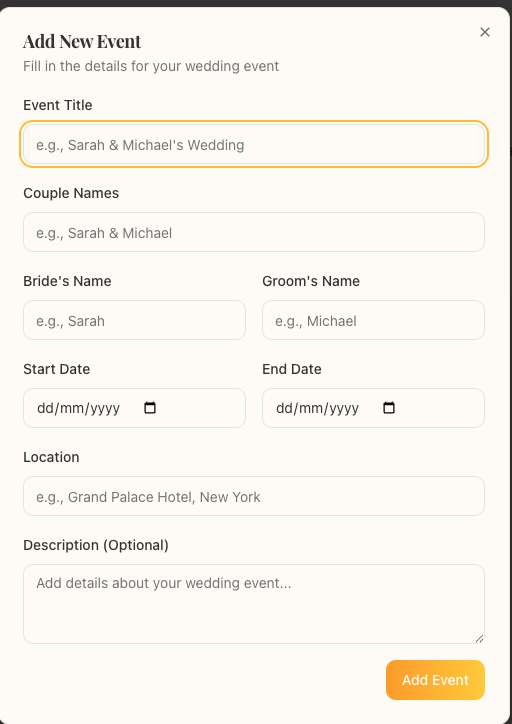 Add New Event
Fill in the details for your wedding event
Event Title
e.g., Sarah & Michael's Wedding
Couple Names
e.g., Sarah & Michael
Bride's Name
Groom's Name
e.g., Sarah
e.g., Michael
Start Date
End Date
dd/mm/yyyy
dd/mm/yyyy
Location
e.g., Grand Palace Hotel, New York
Description (Optional)
Add details about your wedding event...
Add Event